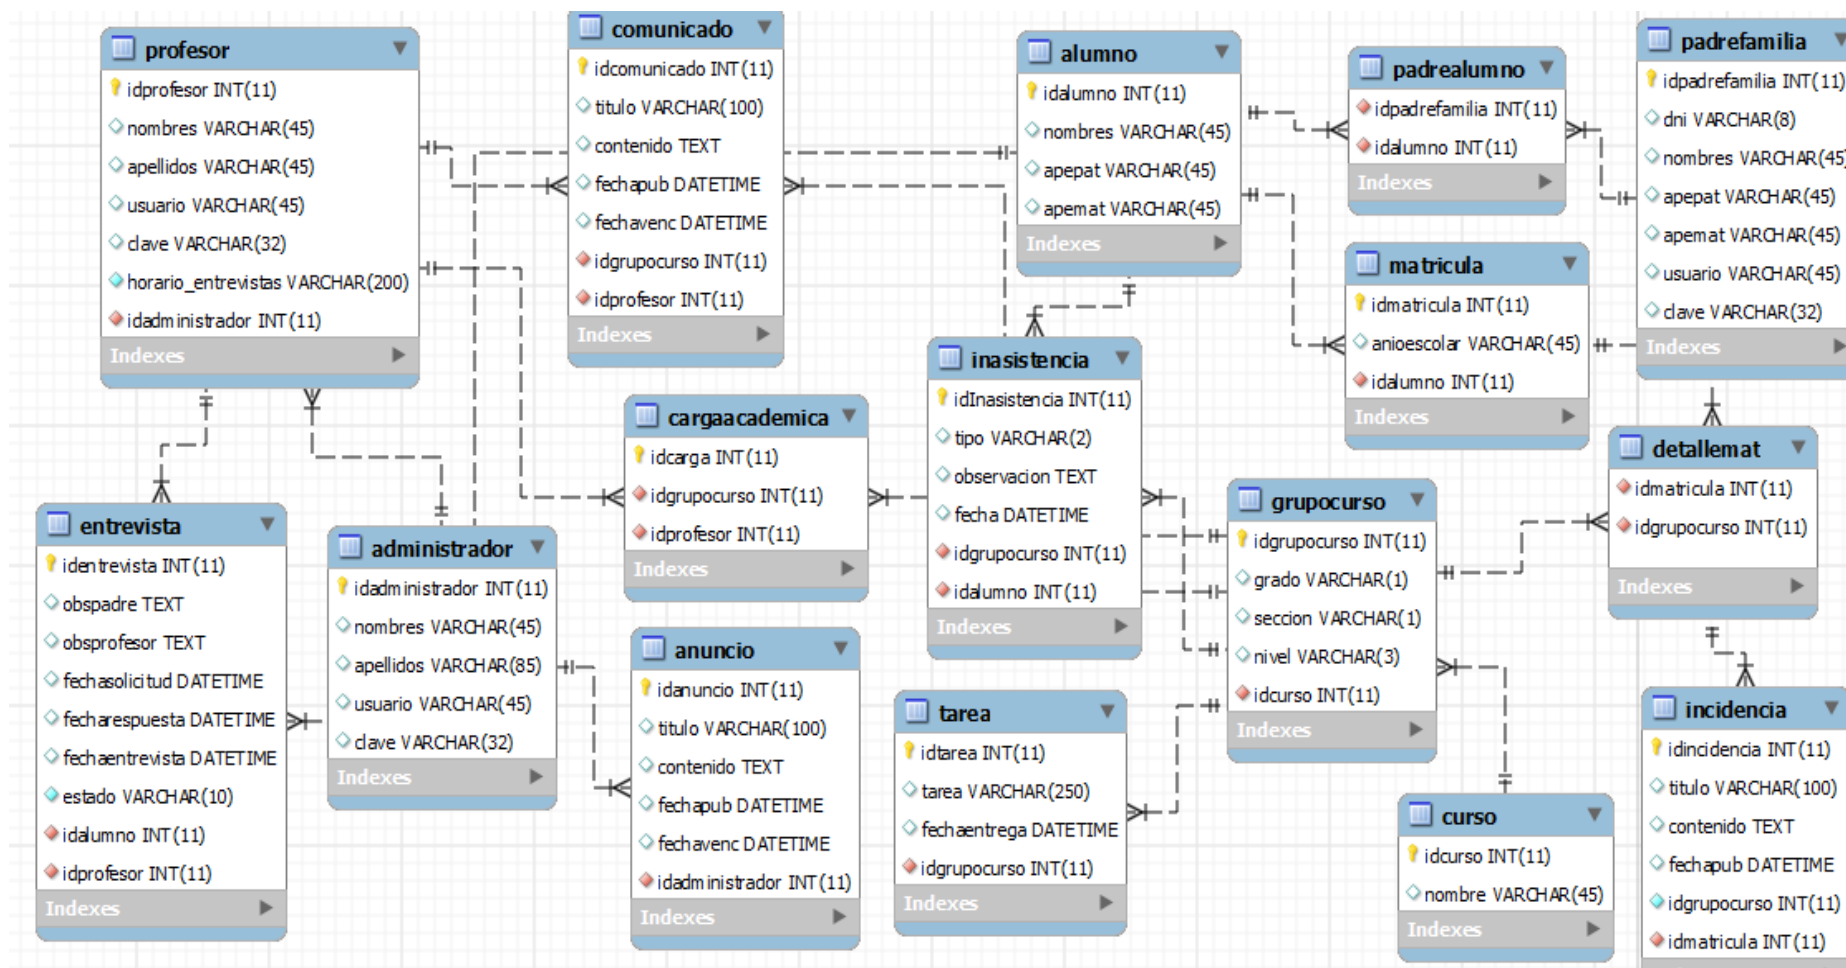 profesor
idprofesor INT(11)
nombres VARCHAR(45)
apellidos VARCHAR(45)
usuario VARCHAR(45)
clave VARCHAR(32)
horario_entrevistas VARCHAR(200)
idadministrador INT(11)
Indexes
comunicado
idcomunicado INT(11)
titulo VARCHAR(100)
contenido TEXT
fechapub DATETIME
fechavenc DATETIME
idgrupocurso INT(11)
idprofesor INT(11)
Indexes
alumno
idalumno INT(11)
nombres VARCHAR(45)
apepat VARCHAR(45)
apemat VARCHAR(45)
Indexes
padrealumno
idpadrefamilia INT(11)
idalumno INT(11)
Indexes
padrefamilia
idpadrefamilia INT(11)
dni VARCHAR(8)
nombres VARCHAR(45)
apepat VARCHAR(45)
apemat VARCHAR(45)
usuario VARCHAR(45)
clave VARCHAR(32)
Indexes
matricula
idmatricula INT(11)
anioescolar VARCHAR(45)
idalumno INT(11)
Indexes
inasistencia
idInasistencia INT(11)
tipo VARCHAR(2)
observacion TEXT
fecha DATETIME
idgrupocurso INT(11)
idalumno INT(11)
Indexes
cargaacademica
idcarga INT(11)
idgrupocurso INT(11)
idprofesor INT(11)
Indexes
detallemat
idmatricula INT(11)
idgrupocurso INT(11)
Indexes
grupocurso
idgrupocurso INT(11)
grado VARCHAR(1)
seccion VARCHAR(1)
nivel VARCHAR(3)
idcurso INT(11)
Indexes
entrevista
identrevista INT(11)
obspadre TEXT
obsprofesor TEXT
fechasolicitud DATETIME
fecharespuesta DATETIME
fechaentrevista DATETIME
estado VARCHAR(10)
idalumno INT(11)
idprofesor INT(11)
Indexes
administrador
idadministrador INT(11)
nombres VARCHAR(45)
apellidos VARCHAR(85)
usuario VARCHAR(45)
clave VARCHAR(32)
Indexes
anuncio
idanuncio INT(11)
titulo VARCHAR(100)
contenido TEXT
fechapub DATETIME
fechavenc DATETIME
idadministrador INT(11)
Indexes
tarea
idtarea INT(11)
tarea VARCHAR(250)
fechaentrega DATETIME
idgrupocurso INT(11)
Indexes
curso
idcurso INT(11)
nombre VARCHAR(45)
Indexes
incidencia
idincidencia INT(11)
titulo VARCHAR(100)
contenido TEXT
fechapub DATETIME
idgrupocurso INT(11)
idmatricula INT(11)